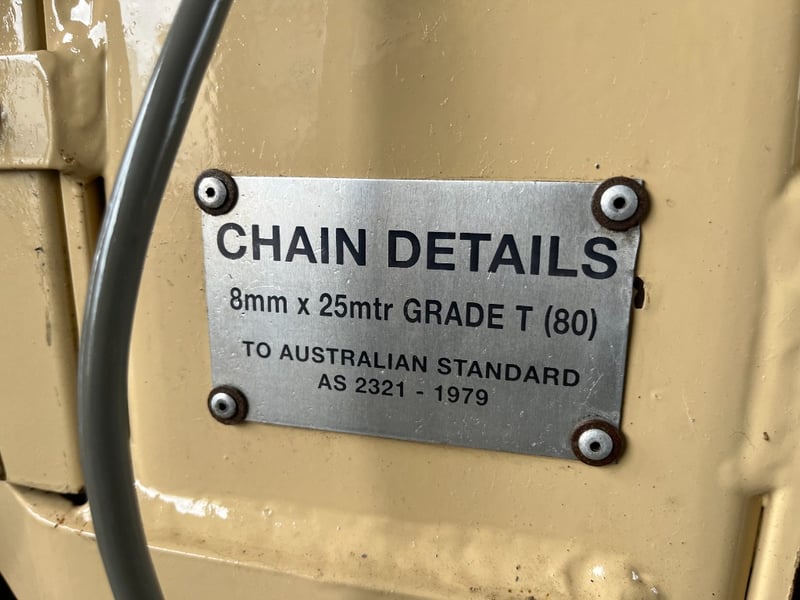 CHAIN DETAILS
8mm x 25mtr GRADE T (80)
TO AUSTRALIAN STANDARD
AS 2321 - 1979